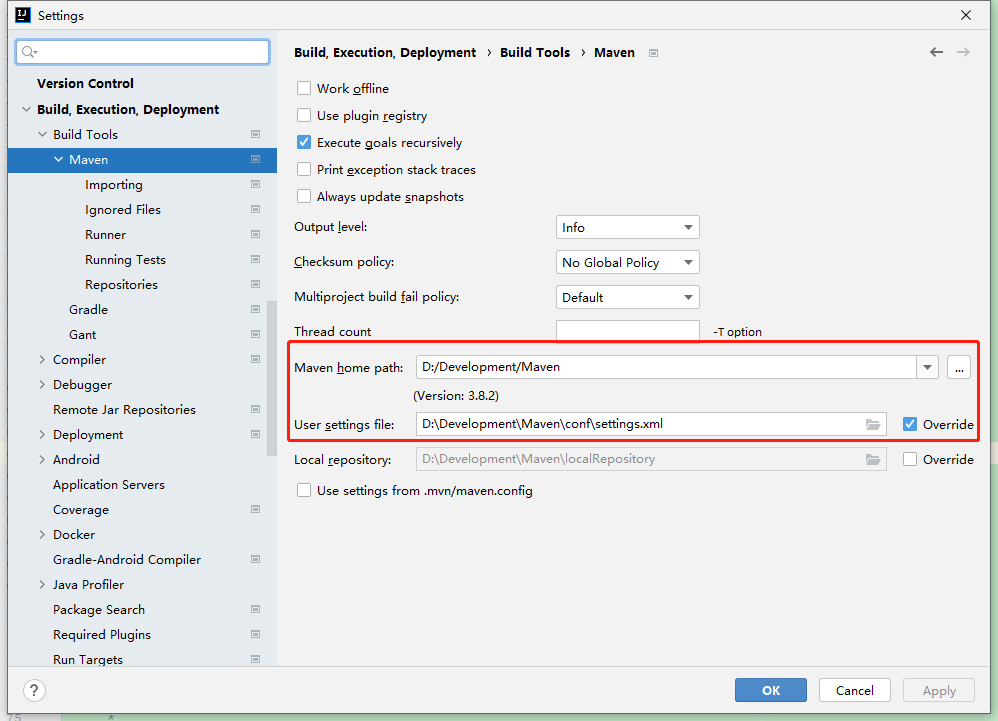 IJ Settings
Version Control
Build, Execution, Deployment
Build Tools
Maven
Importing
Ignored Files
Runner
Running Tests
Repositories
Gradle
Gant
Compiler
Debugger
Remote Jar Repositories
Deployment
Android
Application Servers
Coverage
Docker
Gradle-Android Compiler
Java Profiler
Package Search
Required Plugins
Run Targets
?
Build, Execution, Deployment › Build Tools › Maven
Work offline
Use plugin registry
Execute goals recursively
Print exception stack traces
Always update snapshots
Output level: Info
Checksum policy: No Global Policy
Multiproject build fail policy: Default
Thread count -T option
Maven home path: D:/Development/Maven ...
(Version: 3.8.2)
User settings file: D:\Development\Maven\conf\settings.xml Override
Local repository: D:\Development\Maven\localRepository Override
Use settings from .mvn/maven.config
OK Cancel Apply
75 *